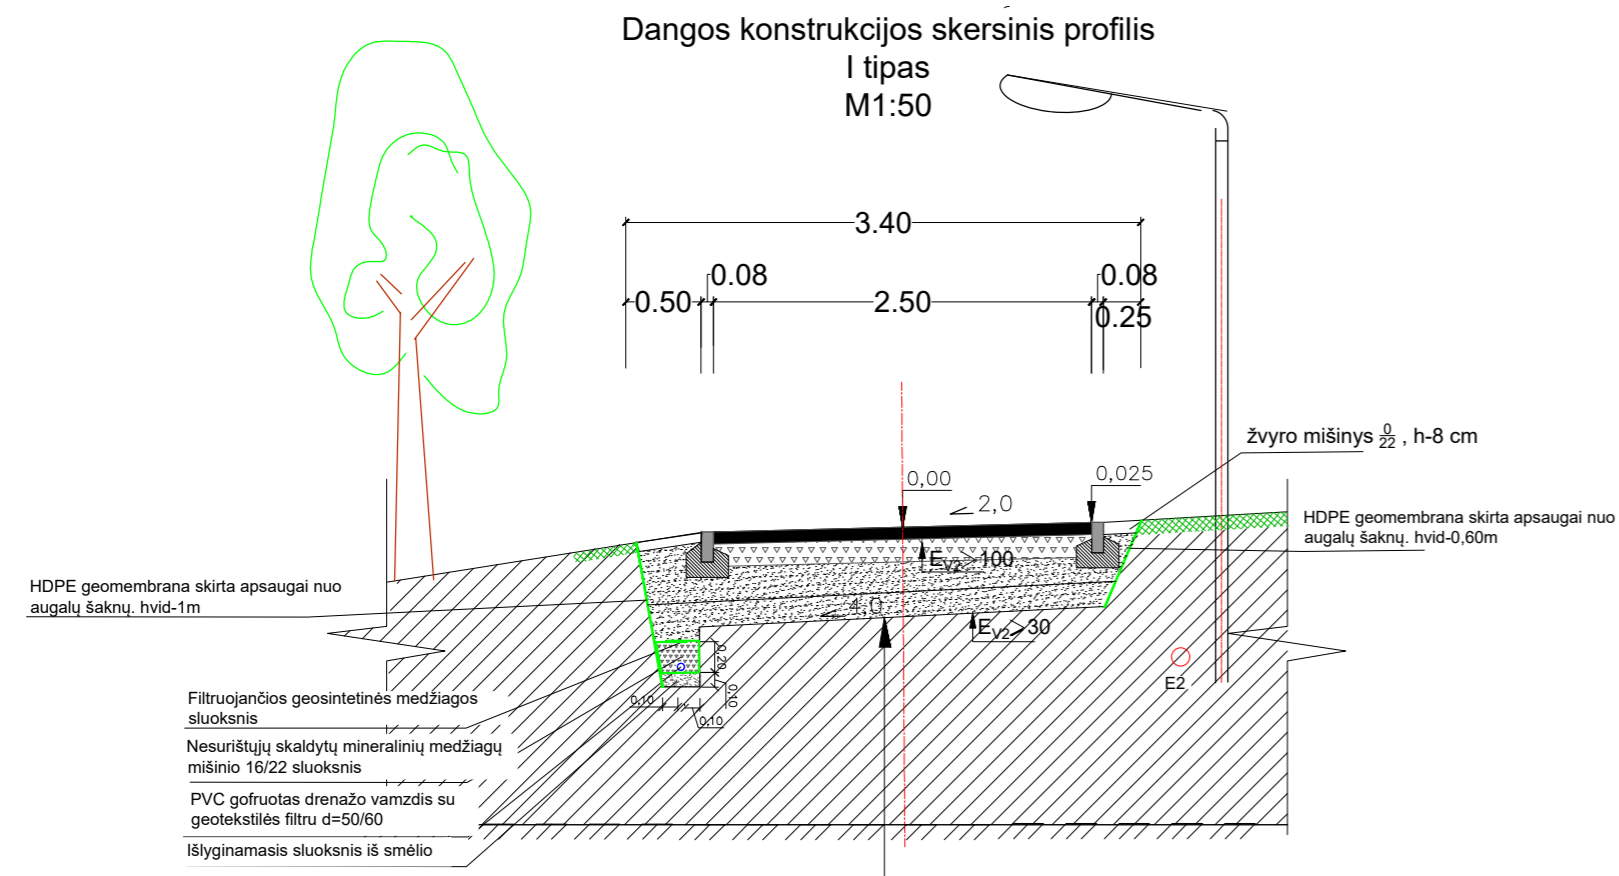 Dangos konstrukcijos skersinis profilis
I tipas
M1:50
3.40
0.08
0.08
0.50
2.50
0.25
žvyro mišinys 0/22 , h-8 cm
0,00
0,025
2,0
HDPE geomembrana skirta apsaugai nuo
augalų šaknų. hvid-0,60m
EV2>100
HDPE geomembrana skirta apsaugai nuo
augalų šaknų. hvid-1m
4,0
EV2>30
0,20
0,10
0,10
0,10
E2
Filtruojančios geosintetinės medžiagos
sluoksnis
Nesurištųjų skaldytų mineralinių medžiagų
mišinio 16/22 sluoksnis
PVC gofruotas drenažo vamzdis su
geotekstilės filtru d=50/60
Išlyginamasis sluoksnis iš smėlio